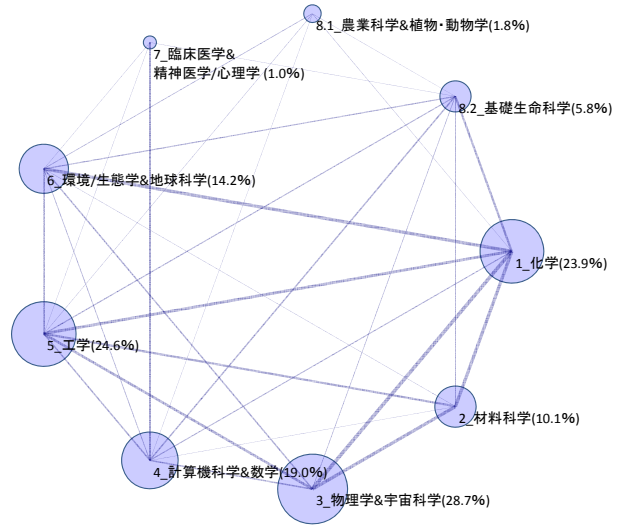 8.1_農業科学&植物・動物学(1.8%)
7_臨床医学&
精神医学/心理学 (1.0%)
8.2_基礎生命科学(5.8%)
6_環境/生態学&地球科学(14.2%)
1_化学(23.9%)
5_工学(24.6%)
2_材料科学(10.1%)
4_計算機科学&数学(19.0%)
3_物理学&宇宙科学(28.7%)